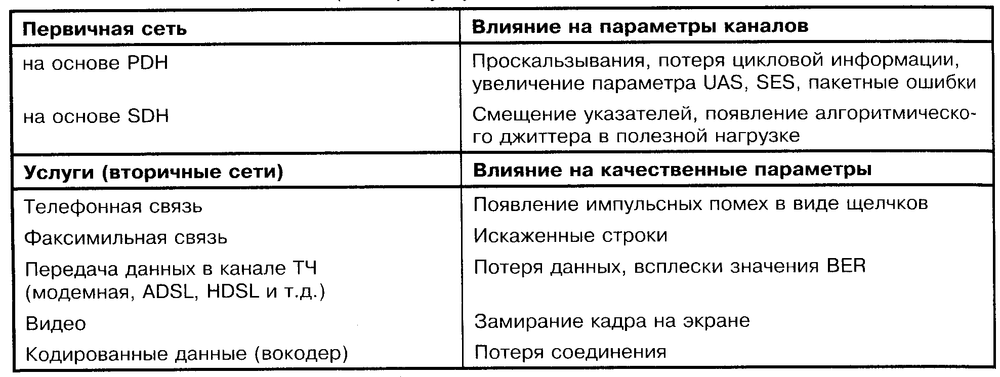 Первичная сеть
Влияние на параметры каналов
на основе PDH
Проскальзывания, потеря цикловой информации,
увеличение параметра UAS, SES, пакетные ошибки
на основе SDH
Смещение указателей, появление алгоритмическо-
го джиттера в полезной нагрузке
Услуги (вторичные сети)
Влияние на качественные параметры
Телефонная связь
Появление импульсных помех в виде щелчков
Факсимильная связь
Искаженные строки
Передача данных в канале ТЧ
(модемная, ADSL, HDSL и т.д.)
Потеря данных, всплески значения BER
Видео
Замирание кадра на экране
Кодированные данные (вокодер)
Потеря соединения